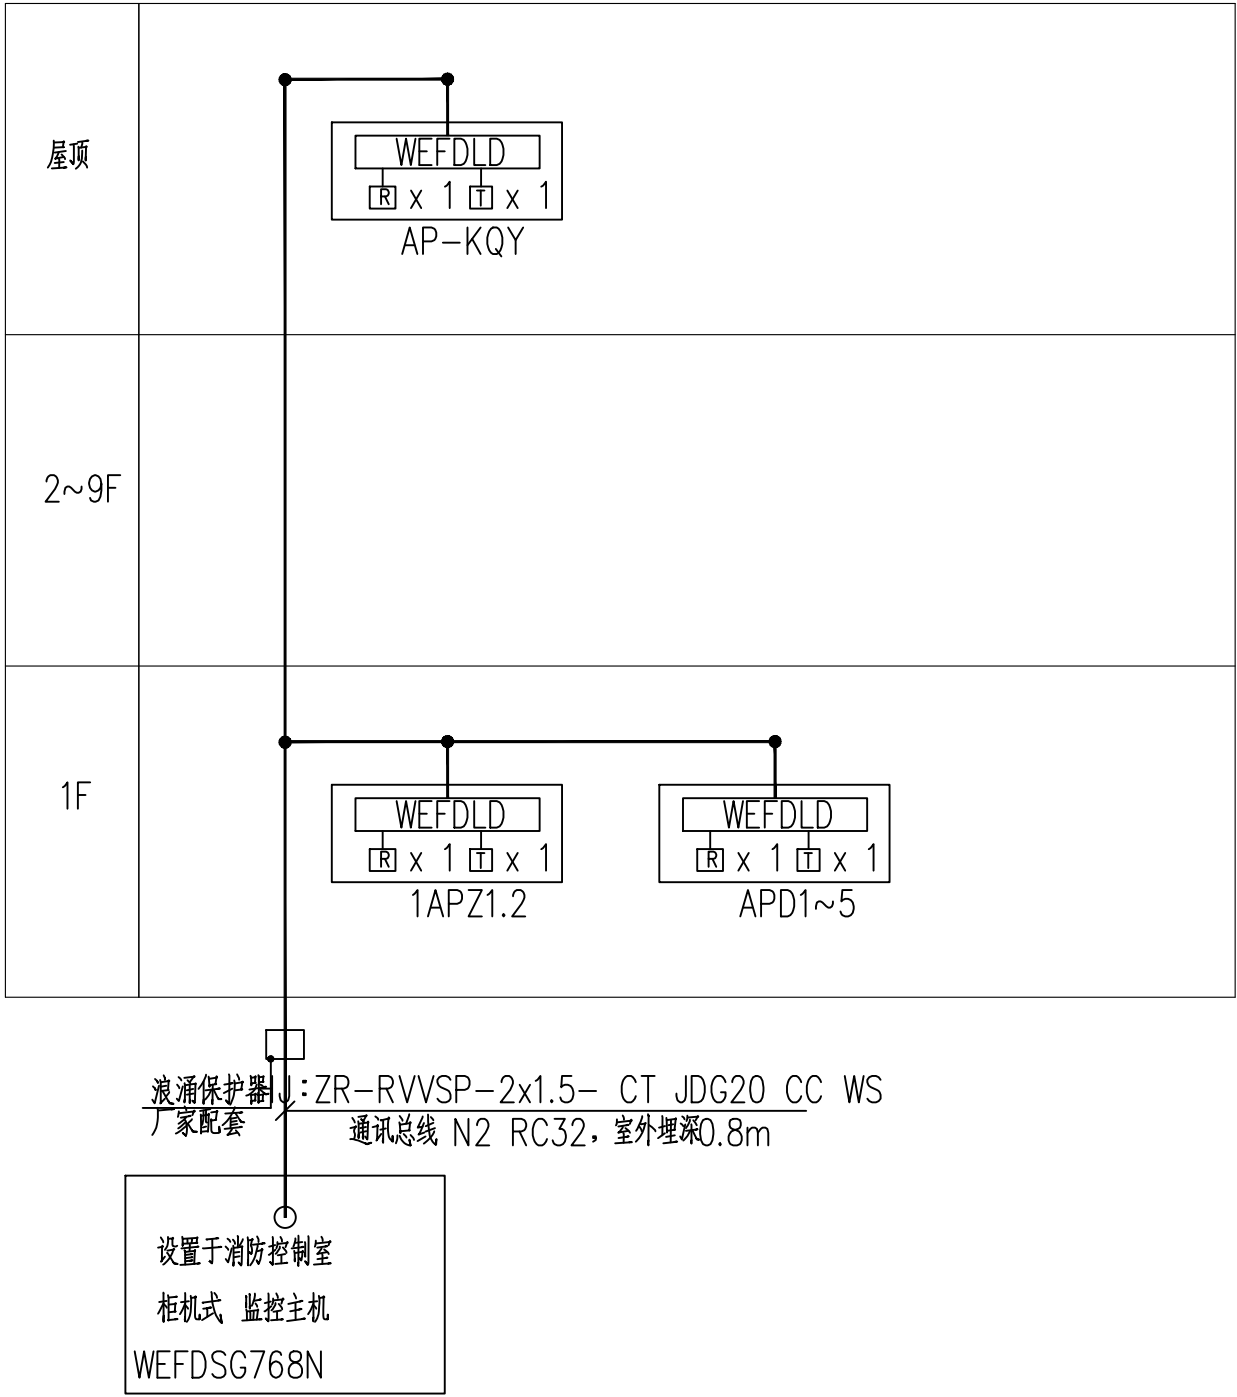 屋顶
WEFDLD
R x 1 T x 1
AP-KQY
2~9F
1F
WEFDLD
R x 1 T x 1
1APZ1.2
WEFDLD
R x 1 T x 1
APD1~5
浪涌保护器
厂家配套
J:ZR-RVVSP-2x1.5- CT JDG20 CC WS
通讯总线 N2 RC32，室外埋深0.8m
设置于消防控制室
柜机式 监控主机
WEFDSG768N